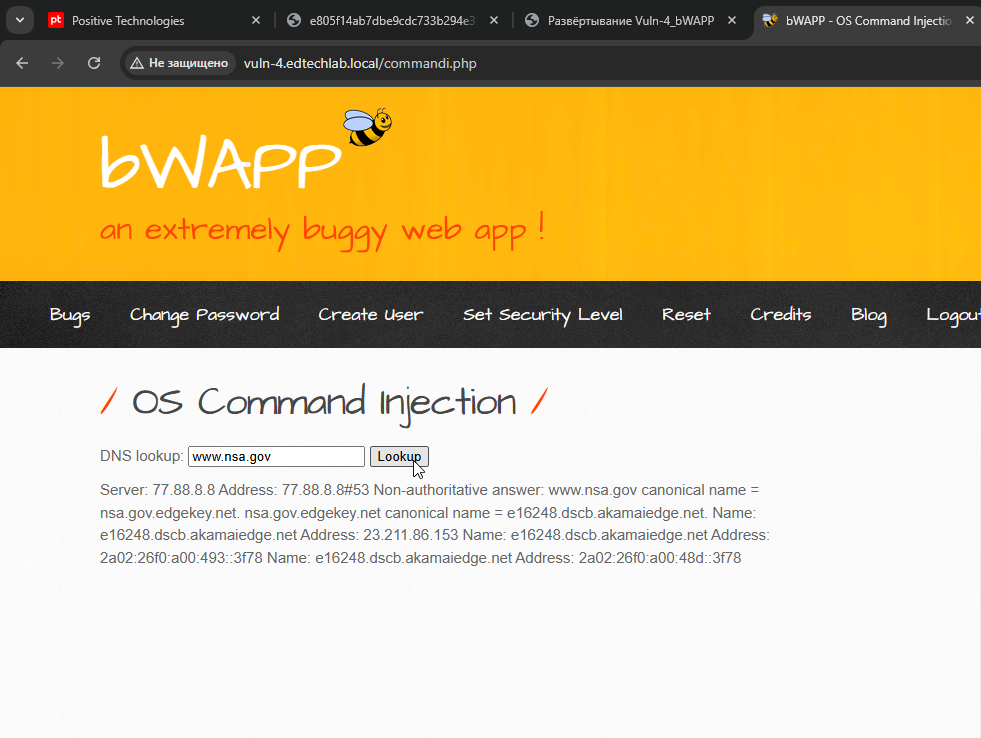 Positive Technologies
e805f14ab7dbe9cdc733b294e3
Развёртывание Vuln-4_bWAPP
bWAPP - OS Command Injectio
Не защищено
vuln-4.edtechlab.local/commandi.php
bWAPP
an extremely buggy web app !
Bugs Change Password Create User Set Security Level Reset Credits Blog Logout
/ OS Command Injection /
DNS lookup: www.nsa.gov Lookup
Server: 77.88.8.8 Address: 77.88.8.8#53 Non-authoritative answer: www.nsa.gov canonical name =
nsa.gov.edgekey.net. nsa.gov.edgekey.net canonical name = e16248.dscb.akamaiedge.net. Name:
e16248.dscb.akamaiedge.net Address: 23.211.86.153 Name: e16248.dscb.akamaiedge.net Address:
2a02:26f0:a00:493::3f78 Name: e16248.dscb.akamaiedge.net Address: 2a02:26f0:a00:48d::3f78